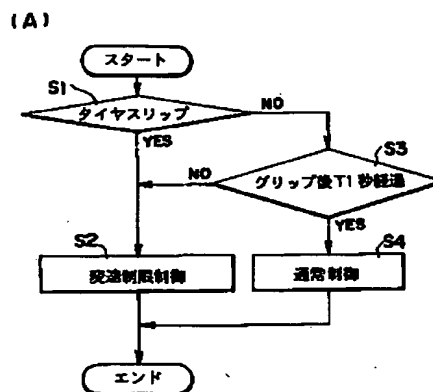 (A)
スタート
S1
タイヤスリップ
NO
YES
S3
グリップ後T1秒経過
NO
YES
S2
変速制限制御
S4
通常制御
エンド